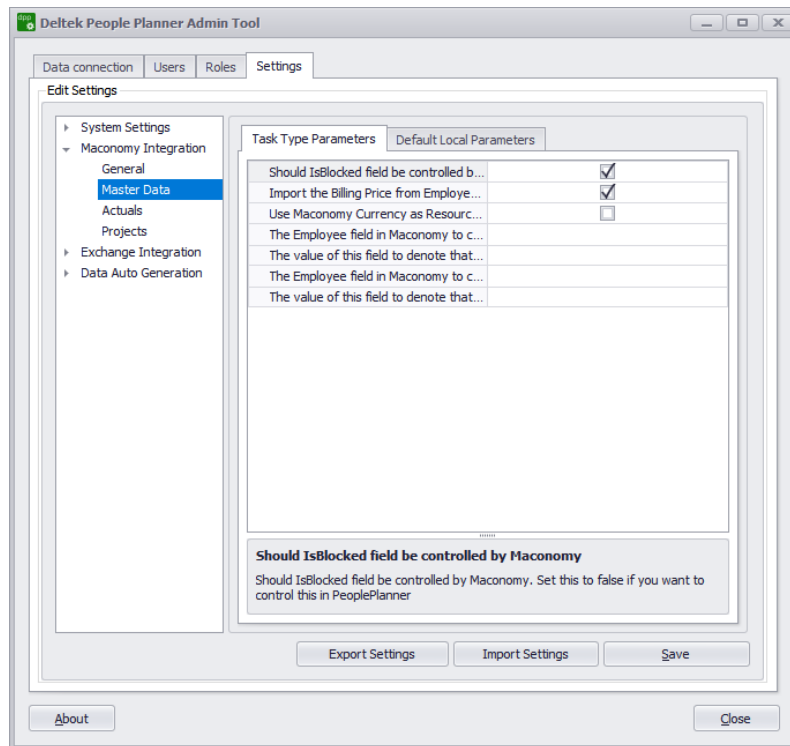 dpp
Deltek People Planner Admin Tool
Data connection Users Roles Settings
Edit Settings
System Settings
Maconomy Integration
General
Master Data
Actuals
Projects
Exchange Integration
Data Auto Generation
Task Type Parameters Default Local Parameters
Should IsBlocked field be controlled b...
Import the Billing Price from Employe...
Use Maconomy Currency as Resourc...
The Employee field in Maconomy to c...
The value of this field to denote that...
The Employee field in Maconomy to c...
The value of this field to denote that...
Should IsBlocked field be controlled by Maconomy
Should IsBlocked field be controlled by Maconomy. Set this to false if you want to
control this in PeoplePlanner
Export Settings Import Settings Save
About Close